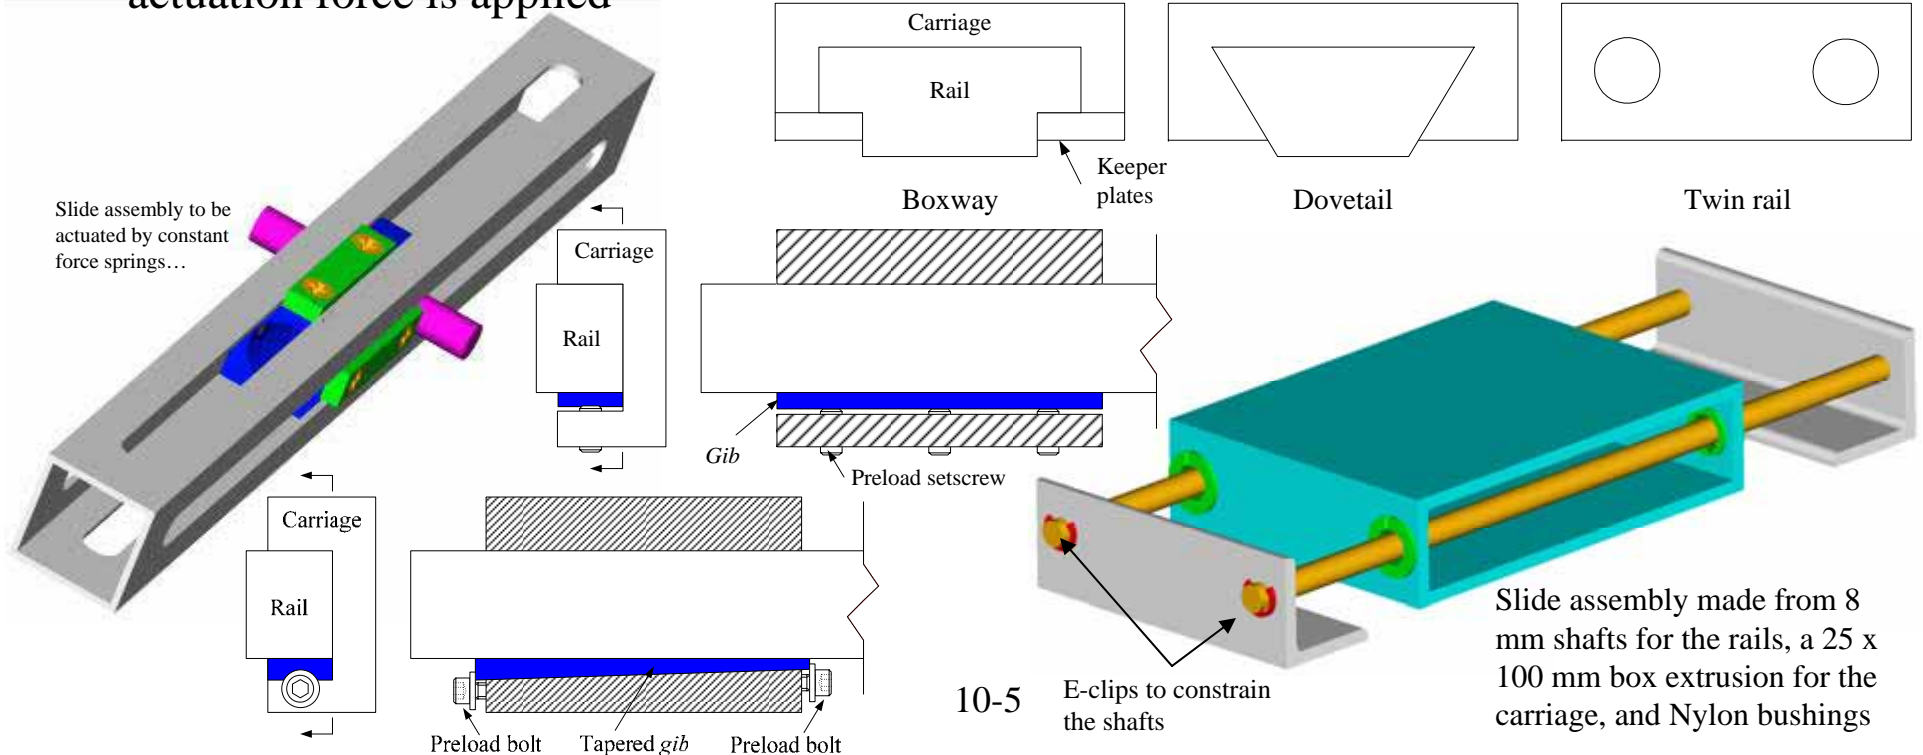 actuation force is applied
Carriage
Rail
Keeper
plates
Boxway
Dovetail
Twin rail
Slide assembly to be
actuated by constant
force springs…
Carriage
Rail
Gib
Preload setscrew
Carriage
Rail
Preload bolt
Tapered gib
Preload bolt
10-5
E-clips to constrain
the shafts
Slide assembly made from 8
mm shafts for the rails, a 25 x
100 mm box extrusion for the
carriage, and Nylon bushings